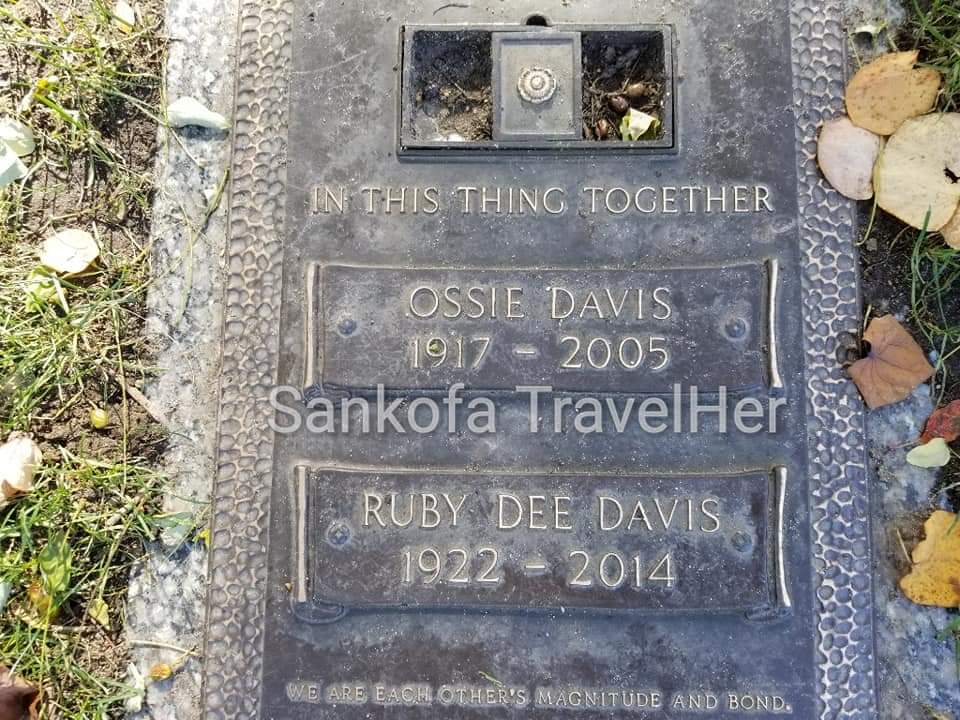 IN THIS THING TOGETHER
OSSIE DAVIS
1917 - 2005
Sankofa TravelHer
RUBY DEE DAVIS
1922 - 2014
WE ARE EACH OTHER'S MAGNITUDE AND BOND.